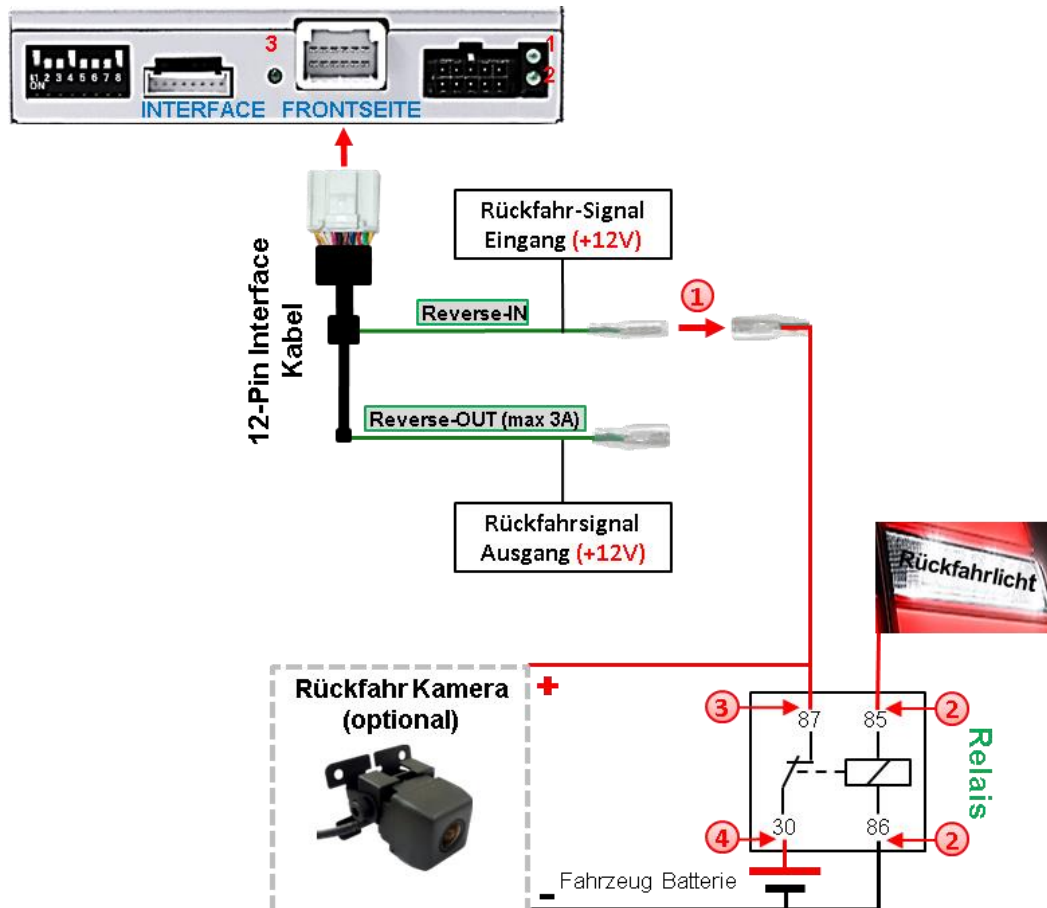 3
1
2
1 2 3 4 5 6 7 8
ON
INTERFACE FRONTSEITE
12-Pin Interface
Kabel
Rückfahr-Signal
Eingang (+12V)
Reverse-IN
1
Reverse-OUT (max 3A)
Rückfahrsignal
Ausgang (+12V)
Rückfahrlicht
Rückfahr Kamera
(optional)
+
3
87
85
2
Relais
4
30
86
2
Fahrzeug Batterie
-